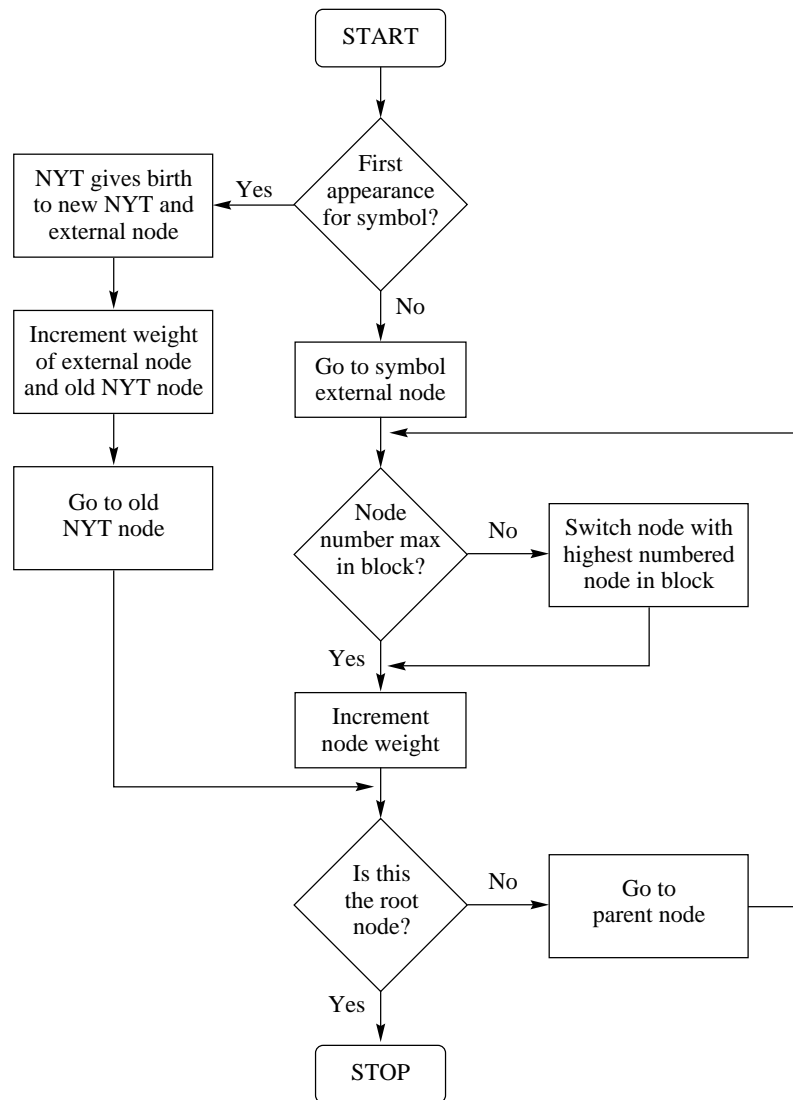 START
First
appearance
for symbol?
Yes
NYT gives birth
to new NYT and
external node
Increment weight
of external node
and old NYT node
Go to old
NYT node
No
Go to symbol
external node
Node
number max
in block?
No
Switch node with
highest numbered
node in block
Yes
Increment
node weight
Is this
the root
node?
No
Go to
parent node
Yes
STOP